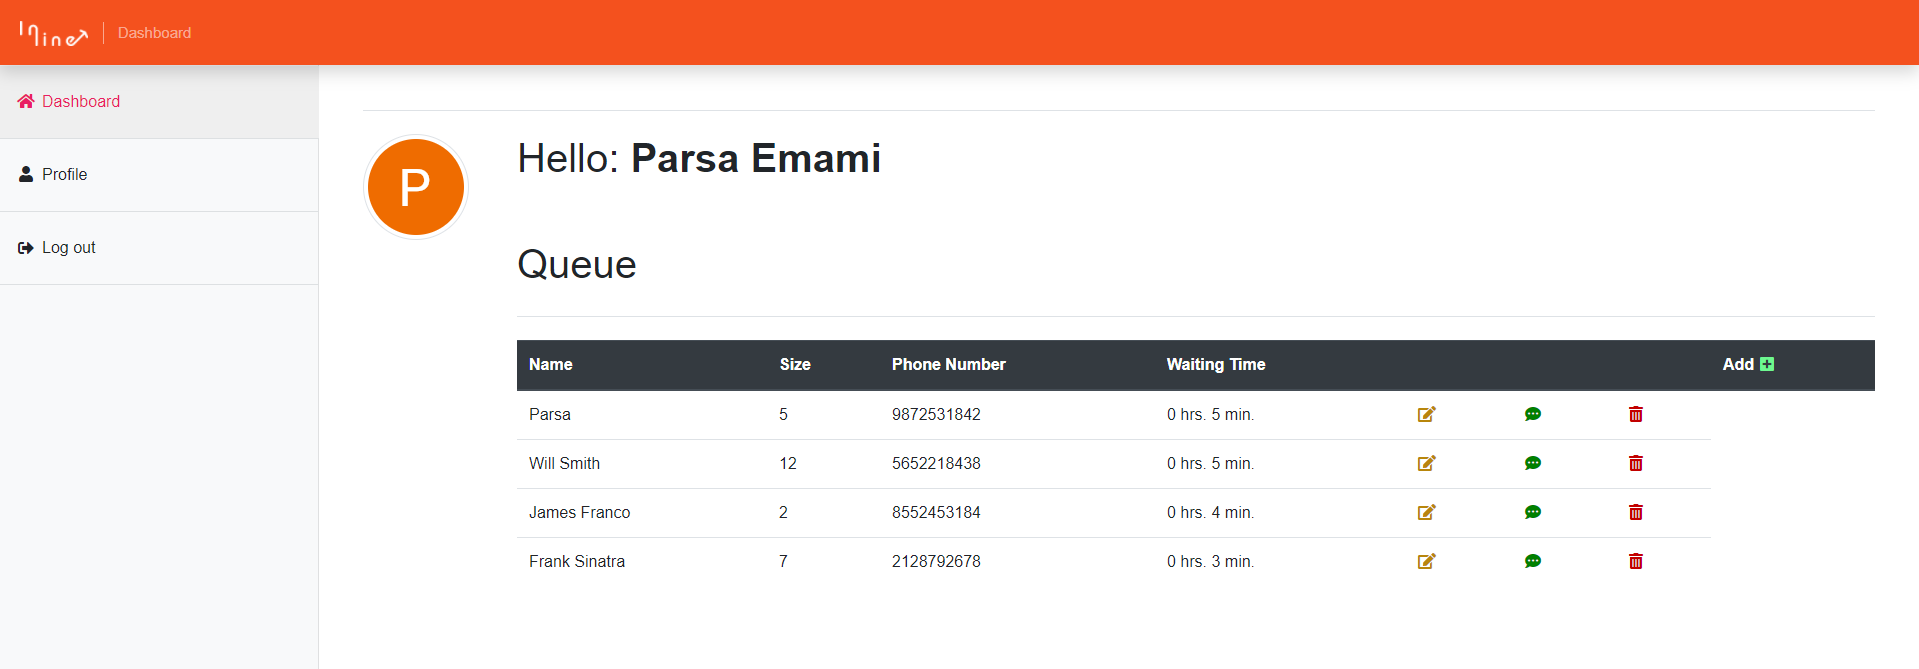 In line Dashboard
Dashboard
Profile
Log out
P
Hello: Parsa Emami
Queue
Name Size Phone Number Waiting Time Add
Parsa 5 9872531842 0 hrs. 5 min.
Will Smith 12 5652218438 0 hrs. 5 min.
James Franco 2 8552453184 0 hrs. 4 min.
Frank Sinatra 7 2128792678 0 hrs. 3 min.